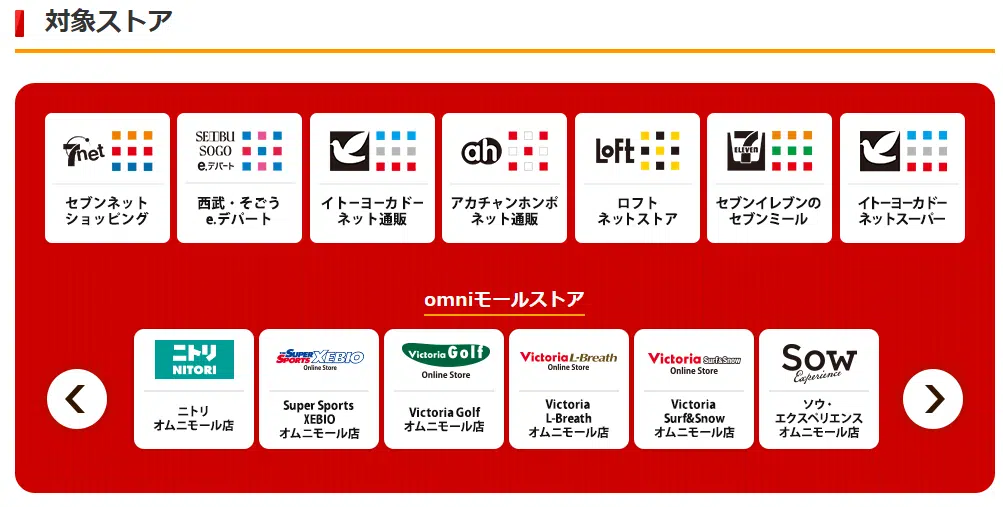 対象ストア
7net
SEIBU
SOGO
e.デパート
ah
LOFT
7
ELEVEN
セブンネット
ショッピング
西武・そごう
e.デパート
イトーヨーカドー
ネット通販
アカチャンホンポ
ネット通販
ロフト
ネットストア
セブンイレブンの
セブンミール
イトーヨーカドー
ネットスーパー
omniモールストア
ニトリ
NITORI
SUPER
SPORTS XEBIO
Online Store
Victoria Golf
Online Store
Victoria L-Breath
Online Store
Victoria Surf&Snow
Online Store
Sow
Experience
ニトリ
オムニモール店
Super Sports
XEBIO
オムニモール店
Victoria Golf
オムニモール店
Victoria
L-Breath
オムニモール店
Victoria
Surf&Snow
オムニモール店
ソウ・
エクスペリエンス
オムニモール店